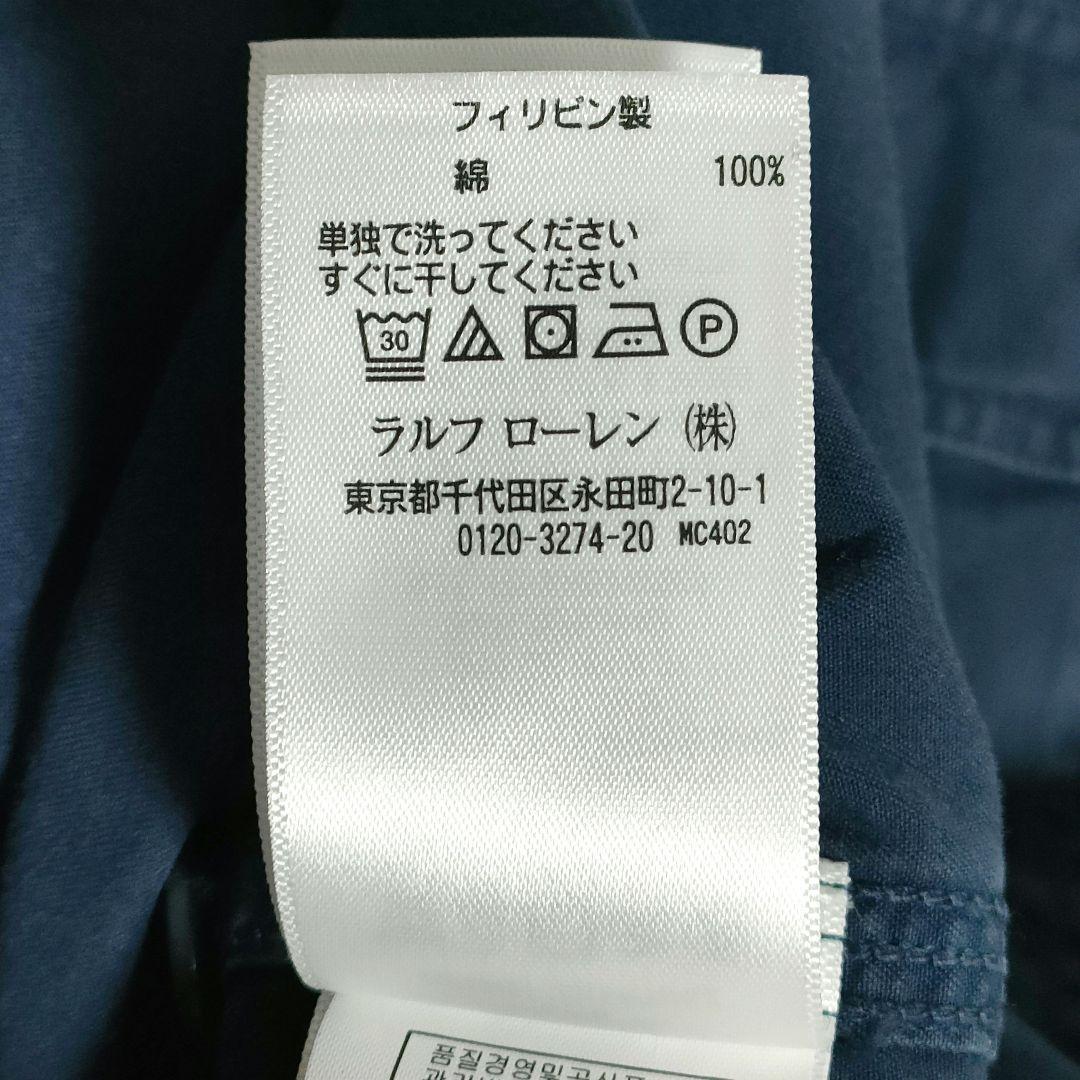 フィリピン製
綿 100%
単独で洗ってください
すぐに干してください
30 P
ラルフ ローレン (株)
東京都千代田区永田町2-10-1
0120-3274-20 MC402
품질경영및공산품